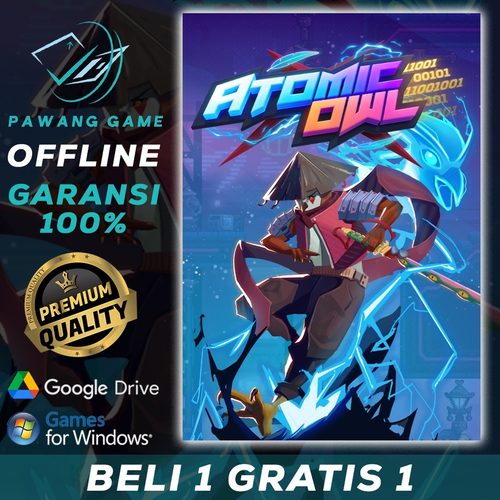 PAWANG GAME
OFFLINE
GARANSI
100%
PREMIUM
QUALITY
Google Drive
Games
for Windows®
ATOMIC
OWL
11001
00101
11001001
BELI 1 GRATIS 1